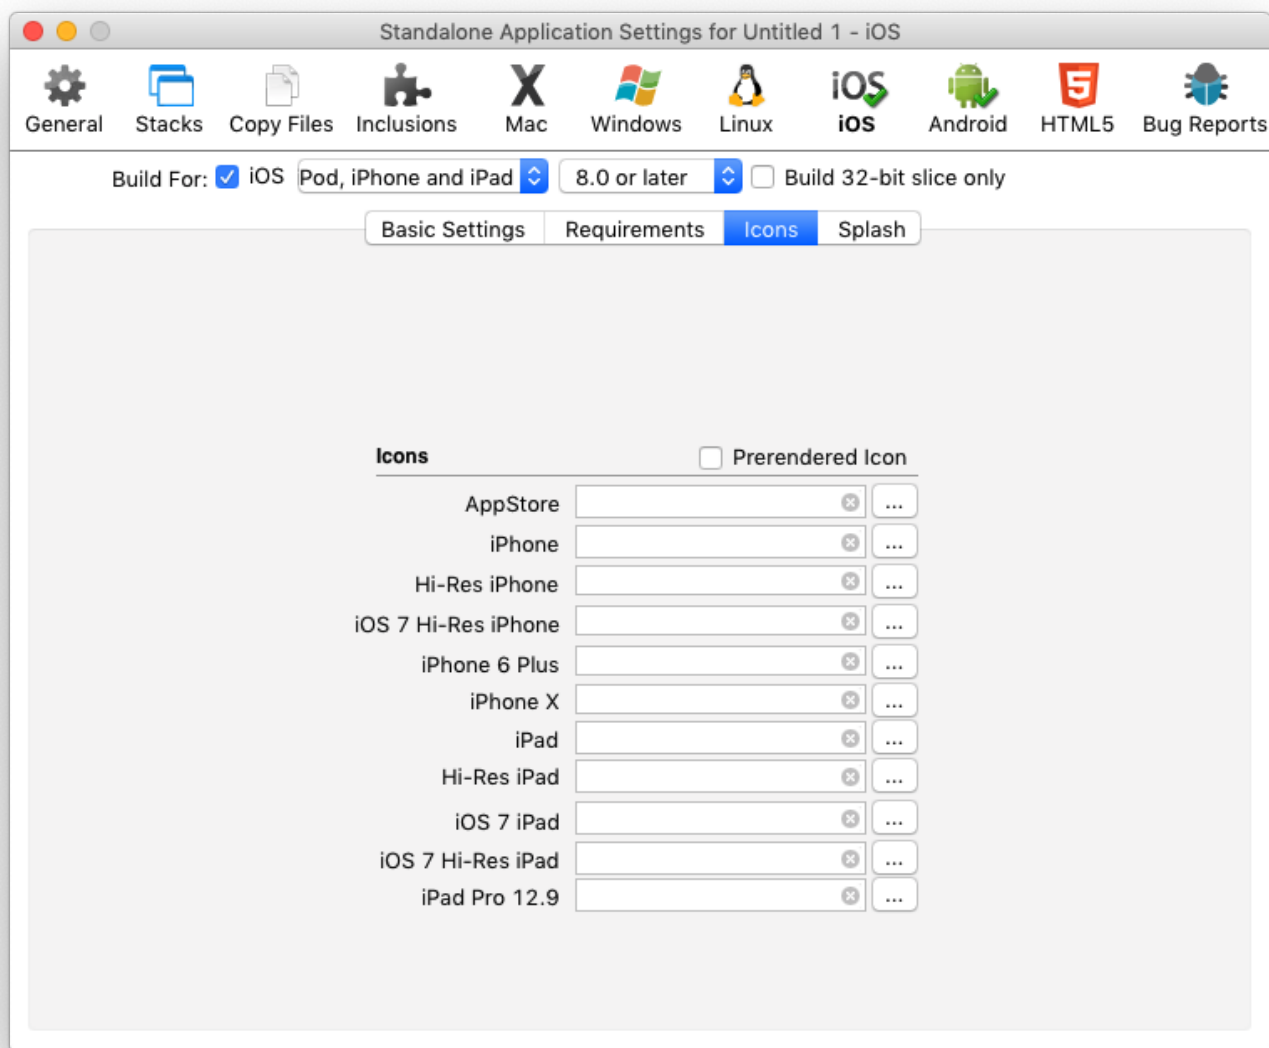 Standalone Application Settings for Untitled 1 - iOS
iOS
5
General Stacks Copy Files Inclusions Mac Windows Linux iOS Android HTML5 Bug Reports
Build For: iOS Pod, iPhone and iPad 8.0 or later Build 32-bit slice only
Basic Settings Requirements Icons Splash
Icons Prerendered Icon
AppStore ...
iPhone ...
Hi-Res iPhone ...
iOS 7 Hi-Res iPhone ...
iPhone 6 Plus ...
iPhone X ...
iPad ...
Hi-Res iPad ...
iOS 7 iPad ...
iOS 7 Hi-Res iPad ...
iPad Pro 12.9 ...